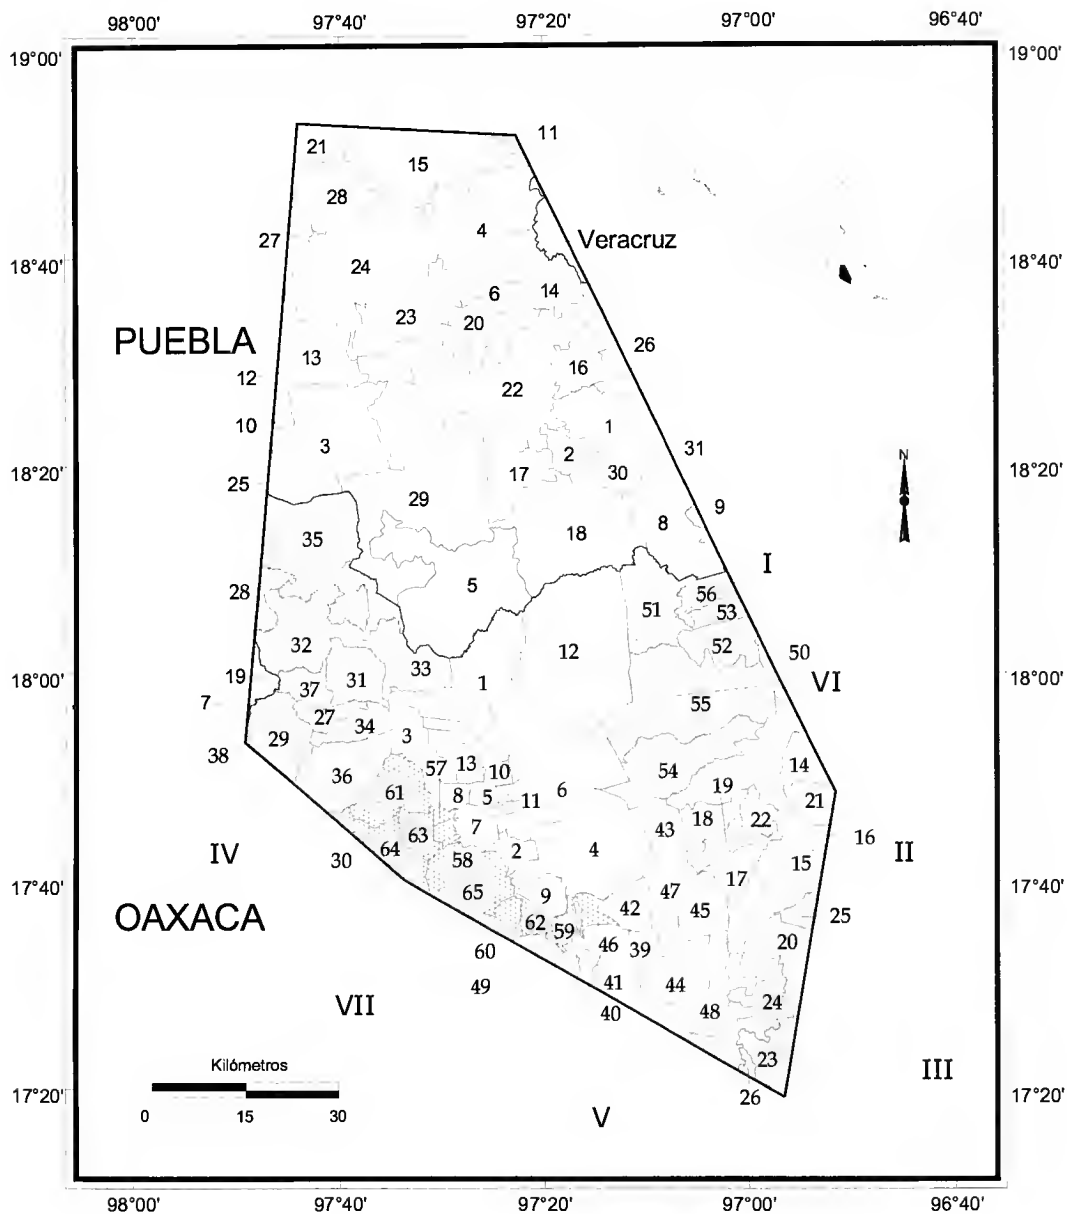 98°00' 97°40' 97°20' 97°00' 96°40'
19°00' 19°00'
11
21
15
28
4
27 Veracruz
18°40' 24 18°40'
6 14
23 20
PUEBLA 26
13
16
12
22
10 1
3 2 31
18°20' 17 30 18°20'
25
29 9
N
8
18
35
I
5
28 56
51 53
32 12 52 50
33
18°00' 19 37 31 1 VI 18°00'
7 27 34 55
29 3
38 57 13 10 54 14
36 19
61 8 5 11 6 21
7 43 18 22
63 16
IV 64 58 2 4 15 II
30
17°40' 65 9 47 17 17°40'
OAXACA 42 45 25
62 59
60 46 39 20
49 41 44
VII 40 48 24
Kilómetros 23 III
17°20' 26 17°20'
0 15 30 V
98°00' 97°40' 97°20' 97°00' 96°40'